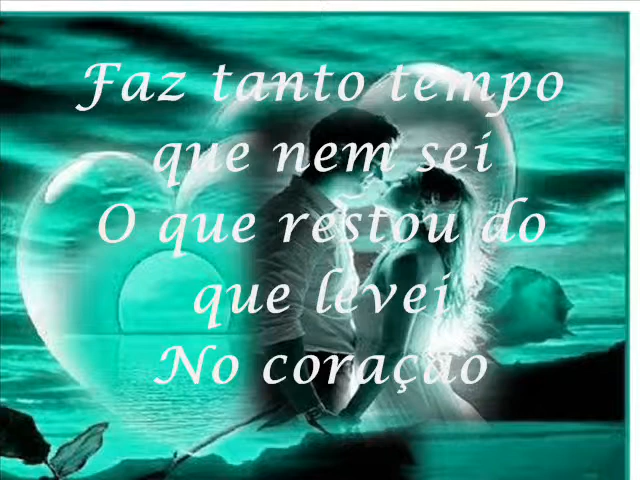 Faz tanto tempo
que nem sei
O que restou do
que levei
No coração